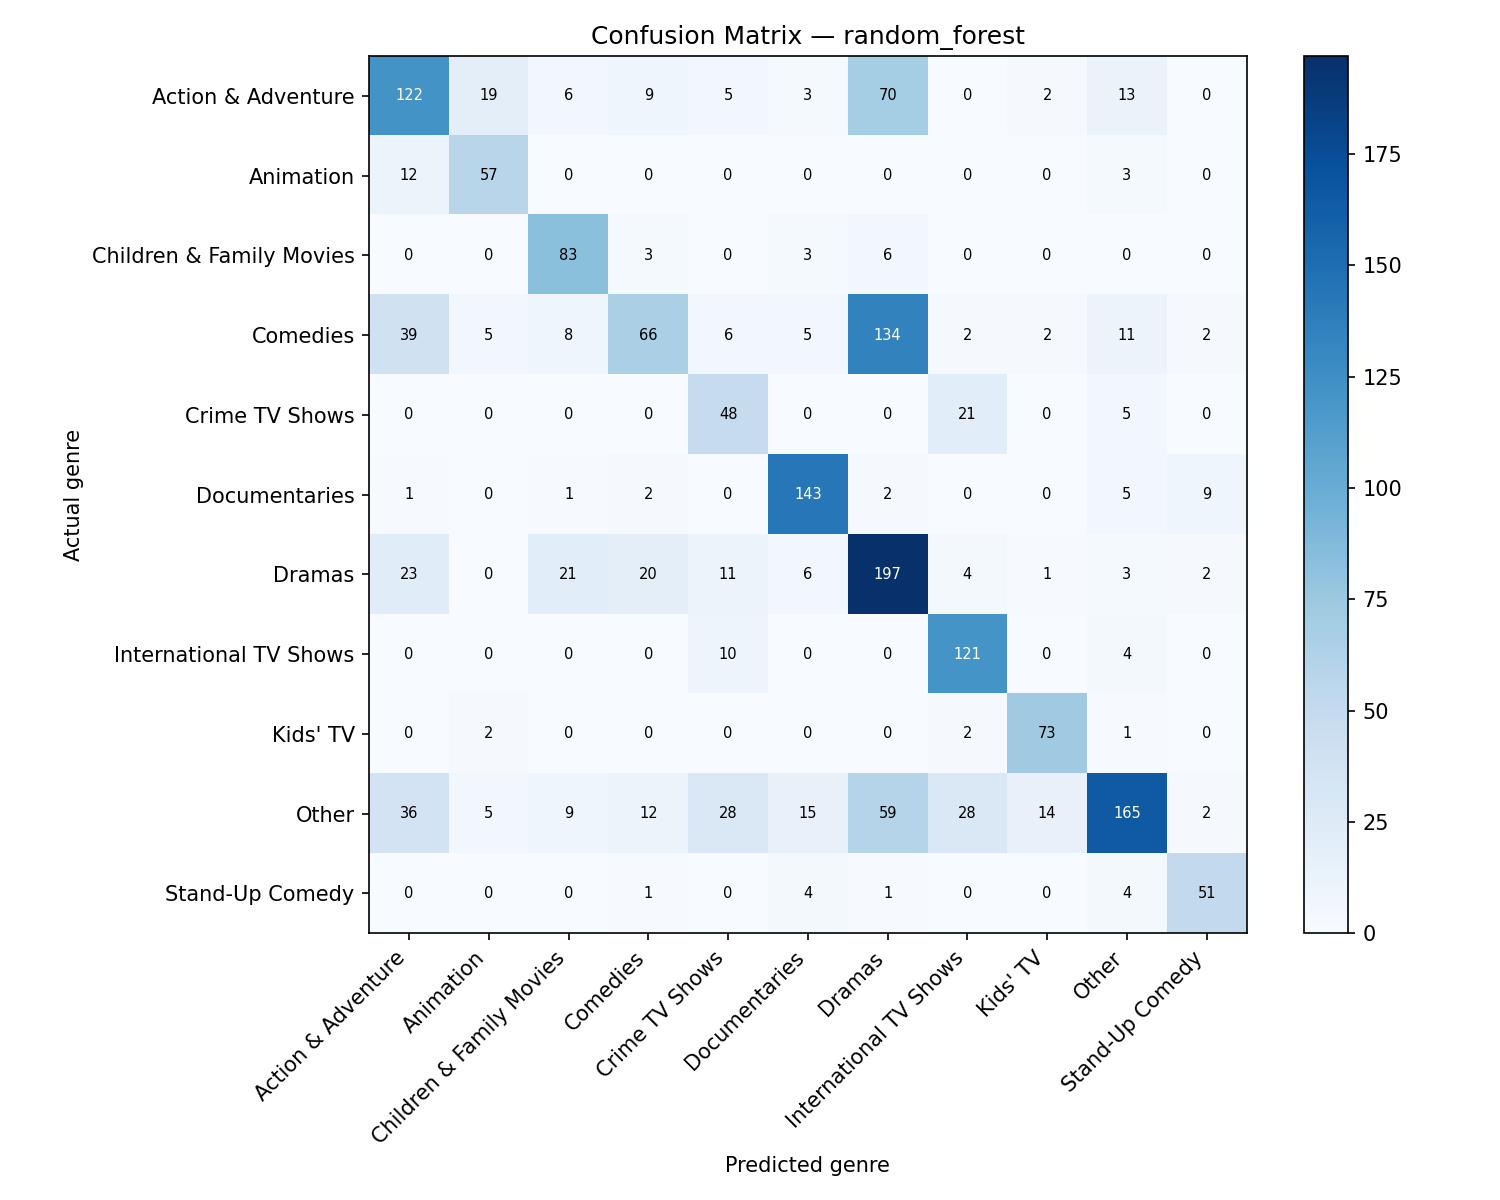 Confusion Matrix — random_forest
Action & Adventure 122 19 6 9 5 3 70 0 2 13 0
Animation 12 57 0 0 0 0 0 0 0 3 0
Children & Family Movies 0 0 83 3 0 3 6 0 0 0 0
Comedies 39 5 8 66 6 5 134 2 2 11 2
Crime TV Shows 0 0 0 0 48 0 0 21 0 5 0
Documentaries 1 0 1 2 0 143 2 0 0 5 9
Dramas 23 0 21 20 11 6 197 4 1 3 2
International TV Shows 0 0 0 0 10 0 0 121 0 4 0
Kids' TV 0 2 0 0 0 0 0 2 73 1 0
Other 36 5 9 12 28 15 59 28 14 165 2
Stand-Up Comedy 0 0 0 1 0 4 1 0 0 4 51
Actual genre
Action & Adventure
Animation
Children & Family Movies
Comedies
Crime TV Shows
Documentaries
Dramas
International TV Shows
Kids' TV
Other
Stand-Up Comedy
Predicted genre
175
150
125
100
75
50
25
0